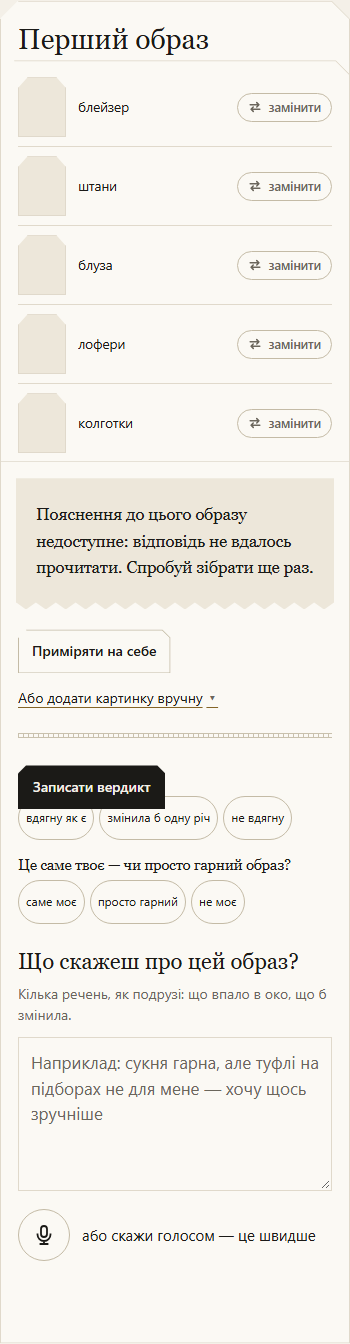 Перший образ
блейзер
замінити
штани
замінити
блуза
замінити
лофери
замінити
колготки
замінити
Пояснення до цього образу
недоступне: відповідь не вдалось
прочитати. Спробуй зібрати ще раз.
Приміряти на себе
Або додати картинку вручну
Записати вердикт
вдягну як є
змінила б одну річ
не вдягну
Це саме твоє — чи просто гарний образ?
саме моє
просто гарний
не моє
Що скажеш про цей образ?
Кілька речень, як подрузі: що впало в око, що б
змінила.
Наприклад: сукня гарна, але туфлі на
підборах не для мене — хочу щось
зручніше
або скажи голосом — це швидше